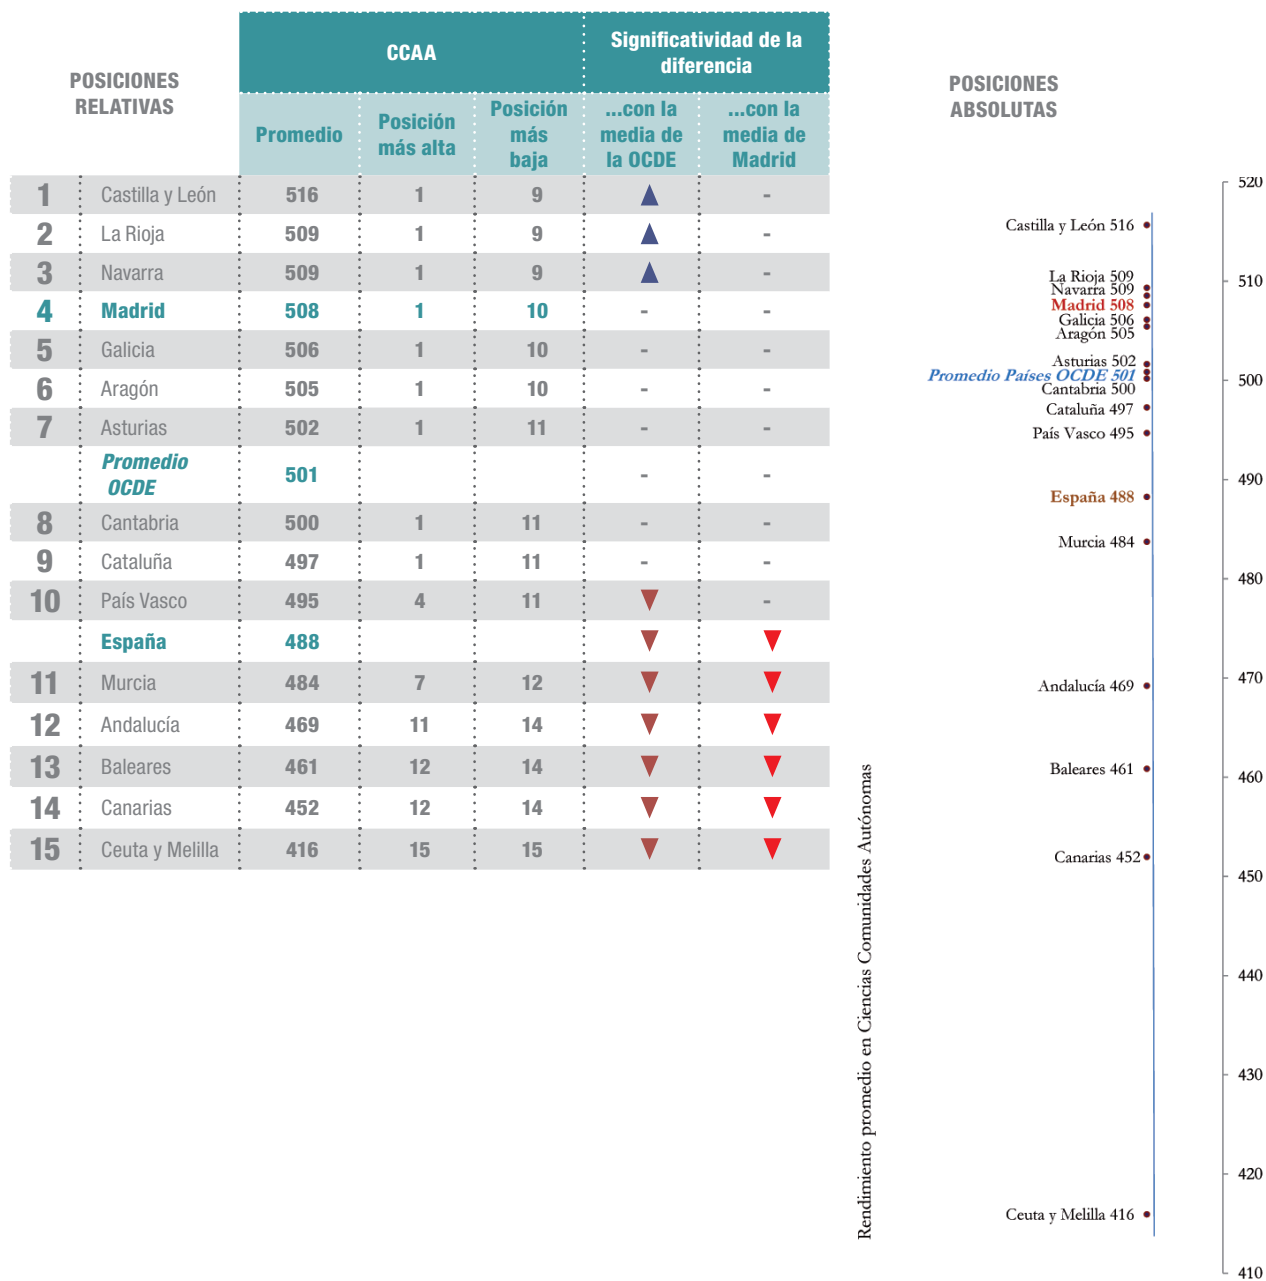 POSICIONES
RELATIVAS
CCAA
Significatividad de la
diferencia
Promedio
Posición
más alta
Posición
más
baja
...con la
media de
la OCDE
...con la
media de
Madrid
1 Castilla y León 516 1 9 ▲ -
2 La Rioja 509 1 9 ▲ -
3 Navarra 509 1 9 ▲ -
4 Madrid 508 1 10 - -
5 Galicia 506 1 10 - -
6 Aragón 505 1 10 - -
7 Asturias 502 1 11 - -
Promedio
OCDE 501 - -
8 Cantabria 500 1 11 - -
9 Cataluña 497 1 11 - -
10 País Vasco 495 4 11 ▼ -
España 488 ▼ ▼
11 Murcia 484 7 12 ▼ ▼
12 Andalucía 469 11 14 ▼ ▼
13 Baleares 461 12 14 ▼ ▼
14 Canarias 452 12 14 ▼ ▼
15 Ceuta y Melilla 416 15 15 ▼ ▼
POSICIONES
ABSOLUTAS
Rendimiento promedio en Ciencias Comunidades Autónomas
Castilla y León 516
La Rioja 509
Navarra 509
Madrid 508
Galicia 506
Aragón 505
Asturias 502
Promedio Países OCDE 501
Cantabria 500
Cataluña 497
País Vasco 495
España 488
Murcia 484
Andalucía 469
Baleares 461
Canarias 452
Ceuta y Melilla 416
520
510
500
490
480
470
460
450
440
430
420
410